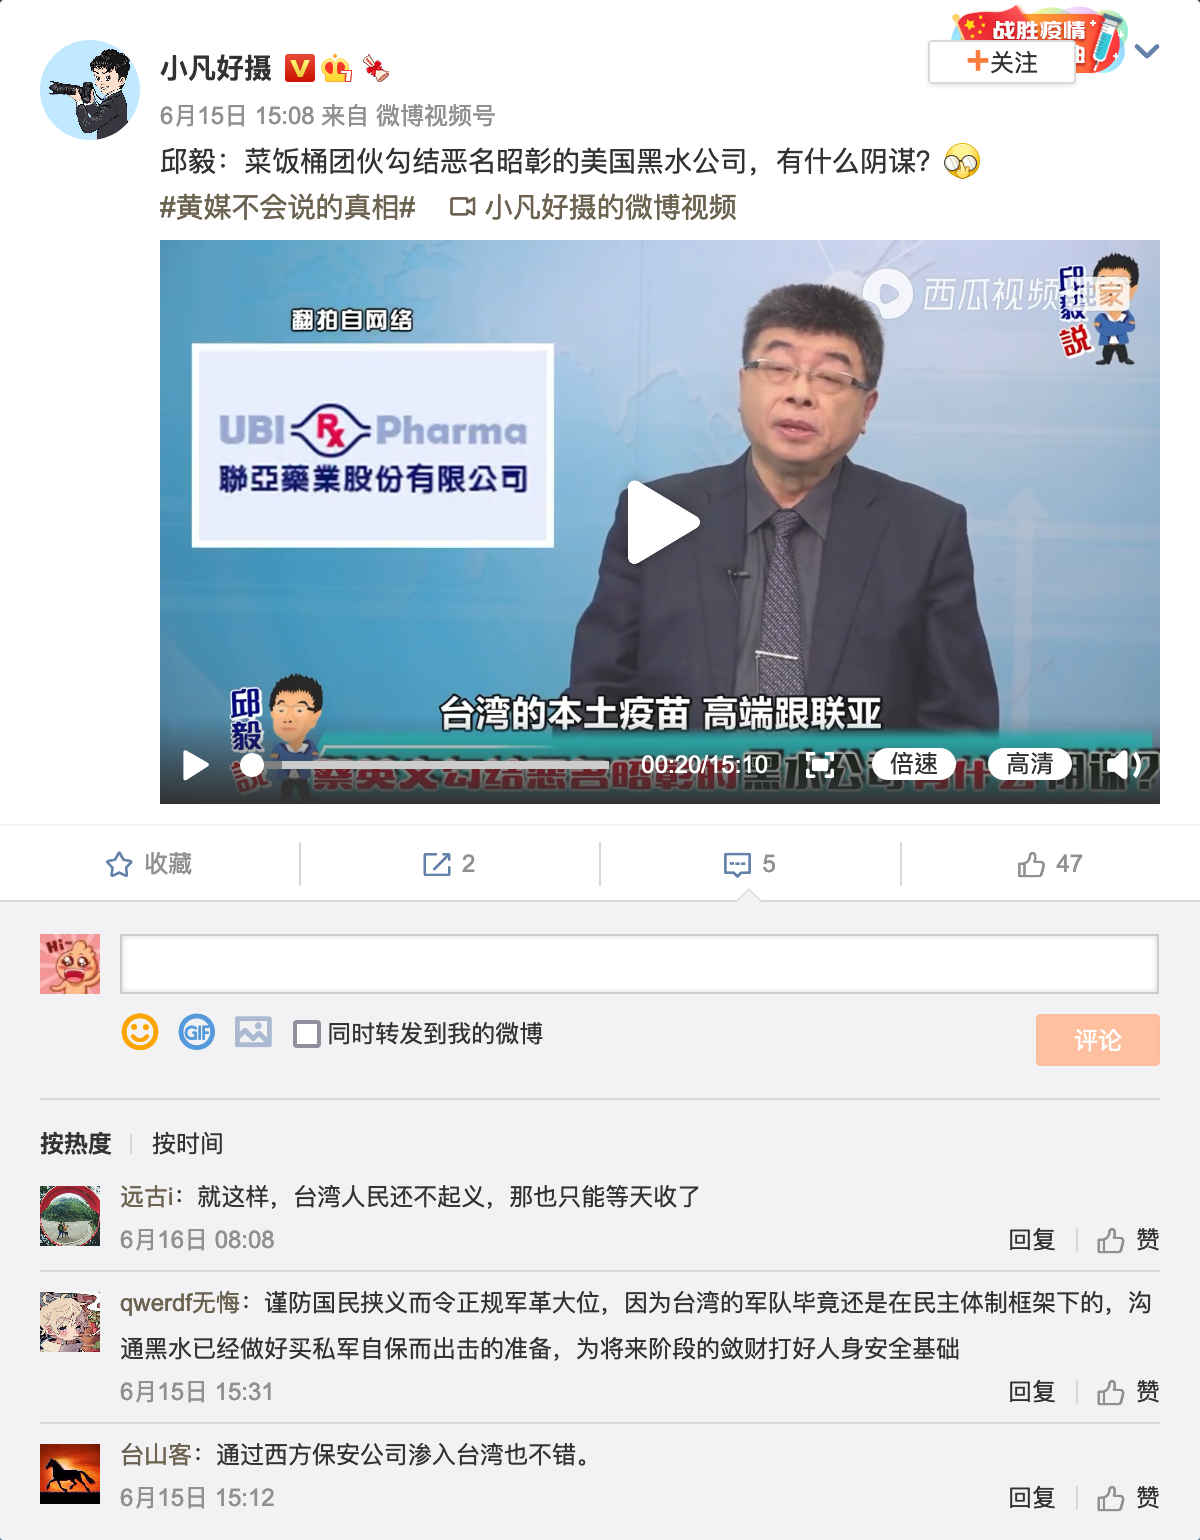 战胜疫情
小凡好摄
+关注
6月15日 15:08 来自 微博视频号
邱毅：菜饭桶团伙勾结恶名昭彰的美国黑水公司，有什么阴谋？
#黄媒不会说的真相# 小凡好摄的微博视频
西瓜视频
邱毅説
翻拍自网络
UBI Rx Pharma
聯亞藥業股份有限公司
台湾的本土疫苗 高端跟联亚
邱毅説
蔡英文勾结恶名昭彰的黑水公司有什么阴谋?
00:20/15:10
倍速
高清
收藏
2
5
47
Hi~
GIF
同时转发到我的微博
评论
按热度
按时间
远古i：就这样，台湾人民还不起义，那也只能等天收了
6月16日 08:08
回复
赞
qwerdf无悔：谨防国民挟义而令正规军革大位，因为台湾的军队毕竟还是在民主体制框架下的，沟
通黑水已经做好买私军自保而出击的准备，为将来阶段的敛财打好人身安全基础
6月15日 15:31
回复
赞
台山客：通过西方保安公司渗入台湾也不错。
6月15日 15:12
回复
赞